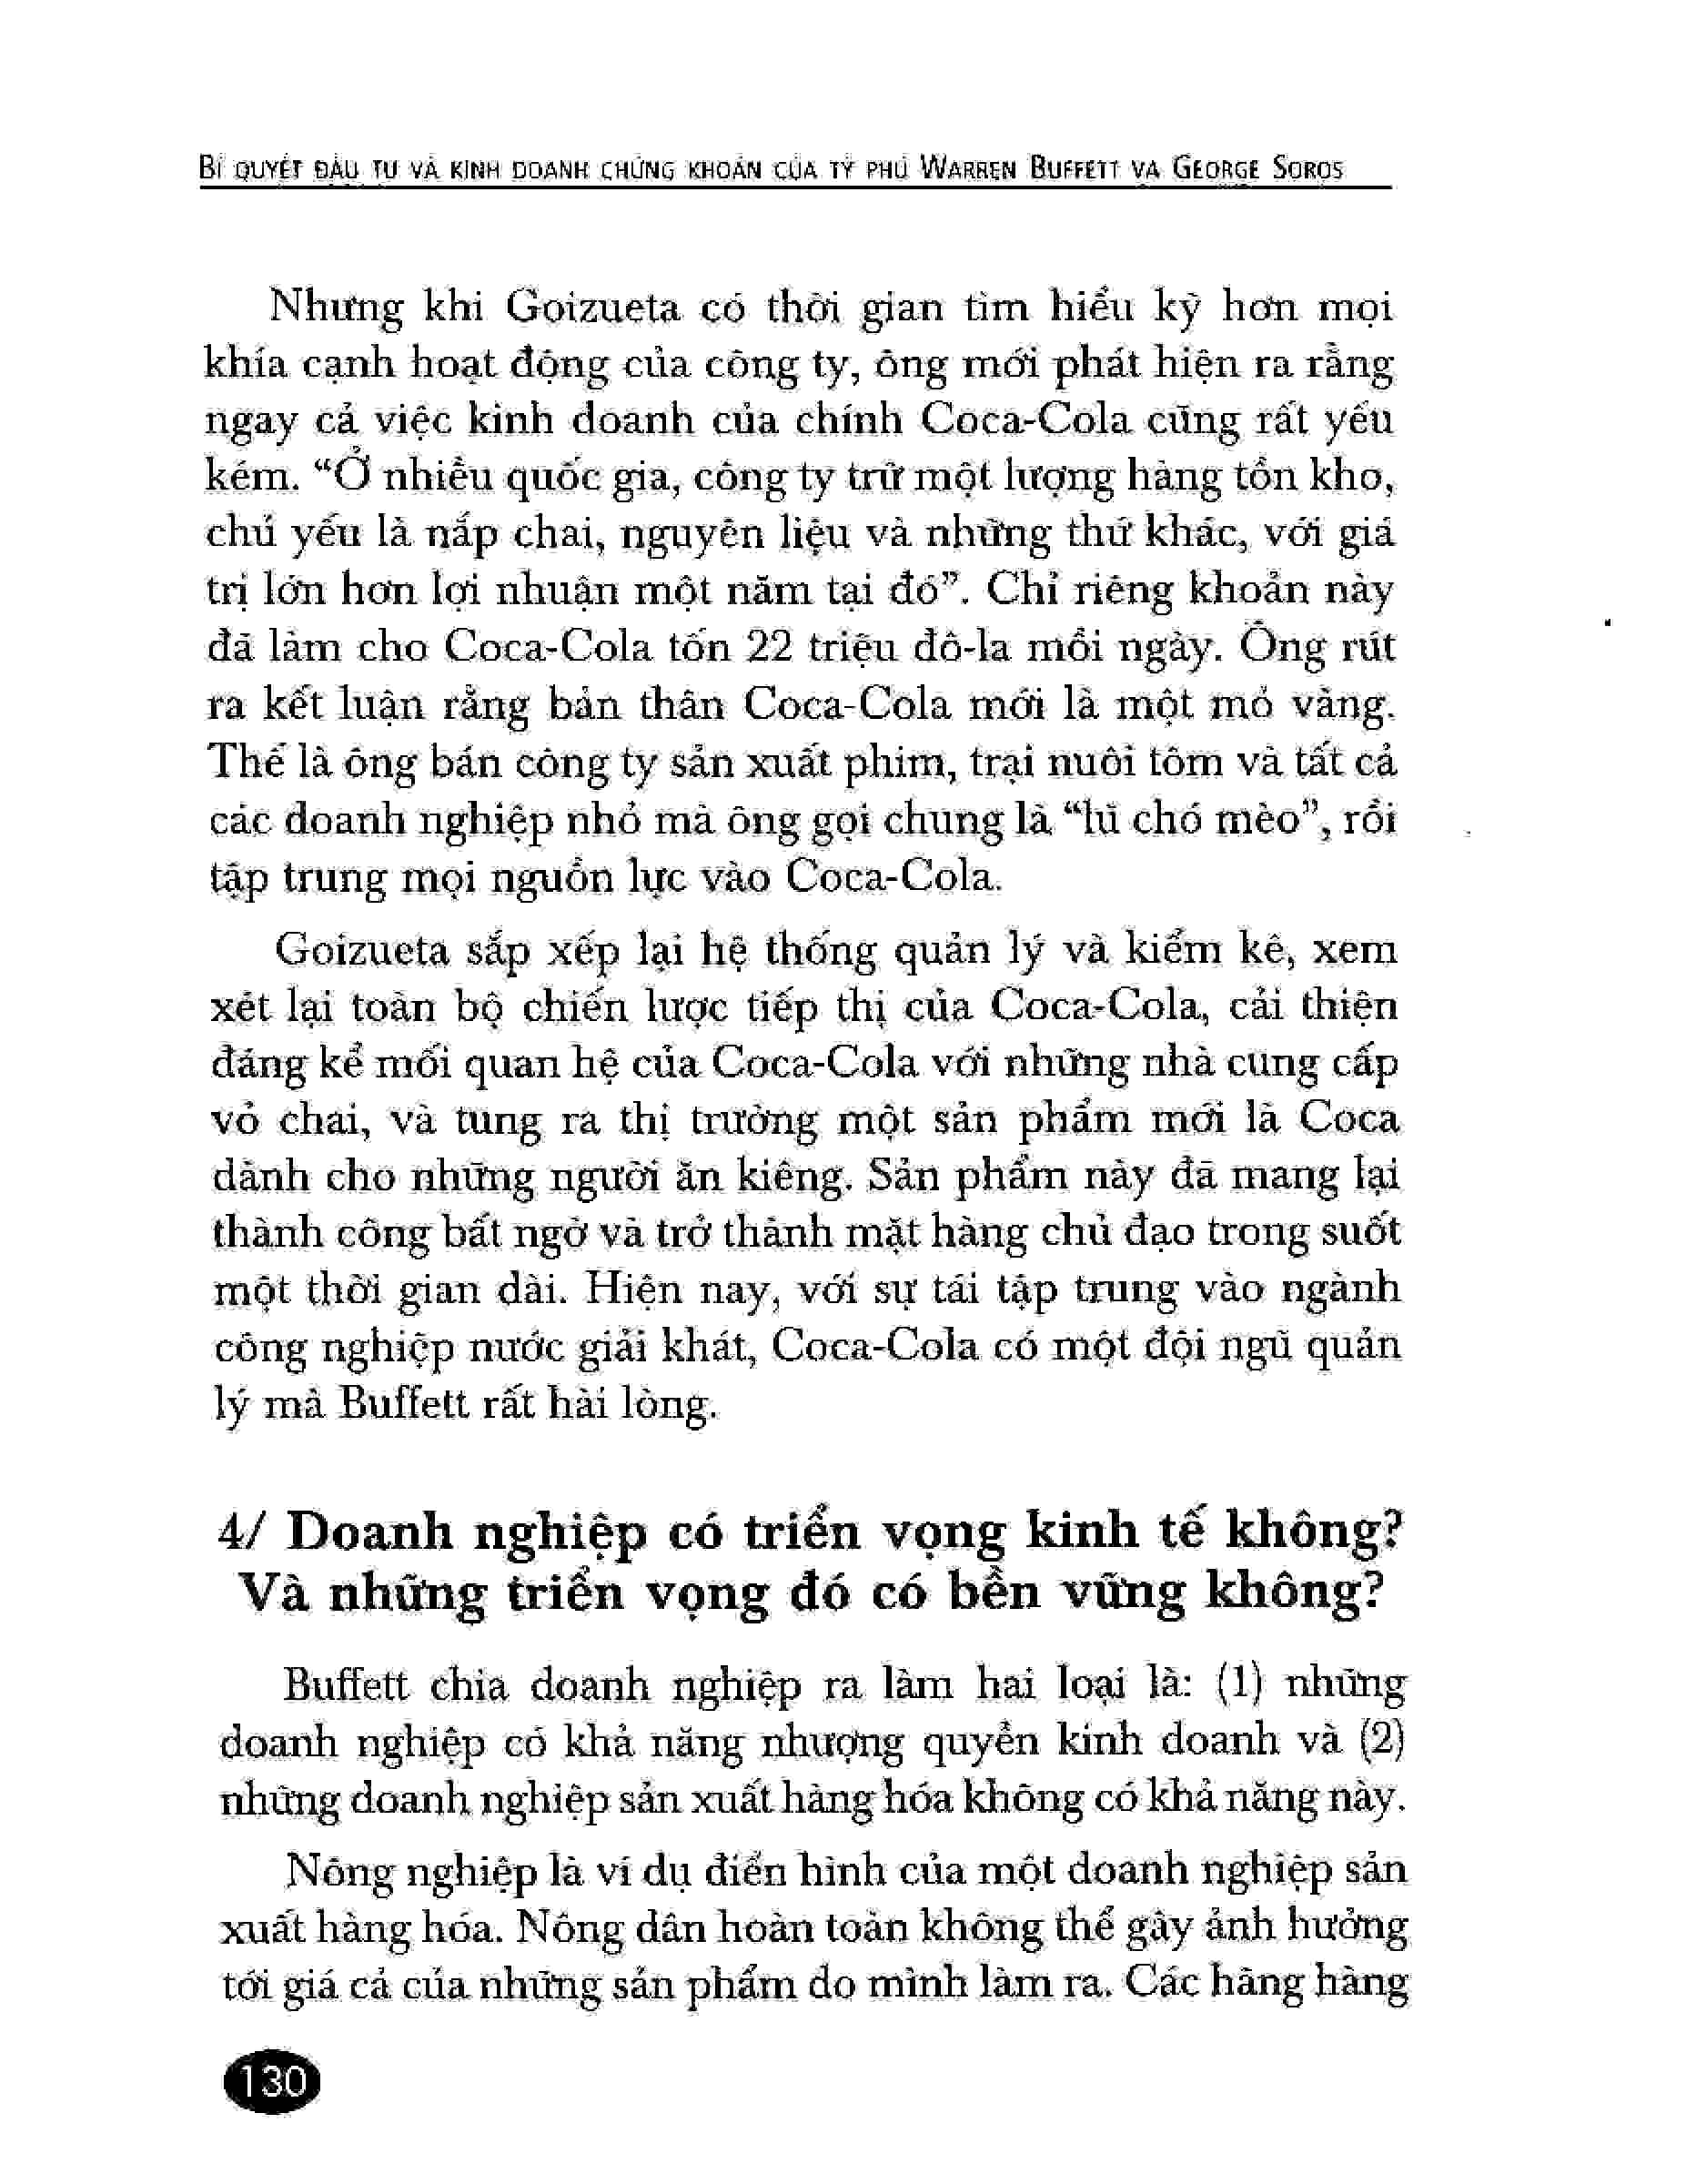 BÍ QUYẾT ĐẦU TƯ VÀ KINH DOANH CHỨNG KHOÁN CỦA TỶ PHÚ WARREN BUFFETT VÀ GEORGE SOROS
Nhưng khi Goizueta có thời gian tìm hiểu kỹ hơn mọi
khía cạnh hoạt động của công ty, ông mới phát hiện ra rằng
ngay cả việc kinh doanh của chính Coca-Cola cũng rất yếu
kém. “Ở nhiều quốc gia, công ty trữ một lượng hàng tồn kho,
chủ yếu là nắp chai, nguyên liệu và những thứ khác, với giá
trị lớn hơn lợi nhuận một năm tại đó”. Chỉ riêng khoản này
đã làm cho Coca-Cola tốn 22 triệu đô-la mỗi ngày. Ông rút
ra kết luận rằng bản thân Coca-Cola mới là một mỏ vàng.
Thế là ông bán công ty sản xuất phim, trại nuôi tôm và tất cả
các doanh nghiệp nhỏ mà ông gọi chung là “lũ chó mèo”, rồi
tập trung mọi nguồn lực vào Coca-Cola.
Goizueta sắp xếp lại hệ thống quản lý và kiểm kê, xem
xét lại toàn bộ chiến lược tiếp thị của Coca-Cola, cải thiện
đáng kể mối quan hệ của Coca-Cola với những nhà cung cấp
vỏ chai, và tung ra thị trường một sản phẩm mới là Coca
dành cho những người ăn kiêng. Sản phẩm này đã mang lại
thành công bất ngờ và trở thành mặt hàng chủ đạo trong suốt
một thời gian dài. Hiện nay, với sự tái tập trung vào ngành
công nghiệp nước giải khát, Coca-Cola có một đội ngũ quản
lý mà Buffett rất hài lòng.
4/ Doanh nghiệp có triển vọng kinh tế không?
Và những triển vọng đó có bền vững không?
Buffett chia doanh nghiệp ra làm hai loại là: (1) những
doanh nghiệp có khả năng nhượng quyền kinh doanh và (2)
những doanh nghiệp sản xuất hàng hóa không có khả năng này.
Nông nghiệp là ví dụ điển hình của một doanh nghiệp sản
xuất hàng hóa. Nông dân hoàn toàn không thể gây ảnh hưởng
tới giá cả của những sản phẩm do mình làm ra. Các hãng hàng
130